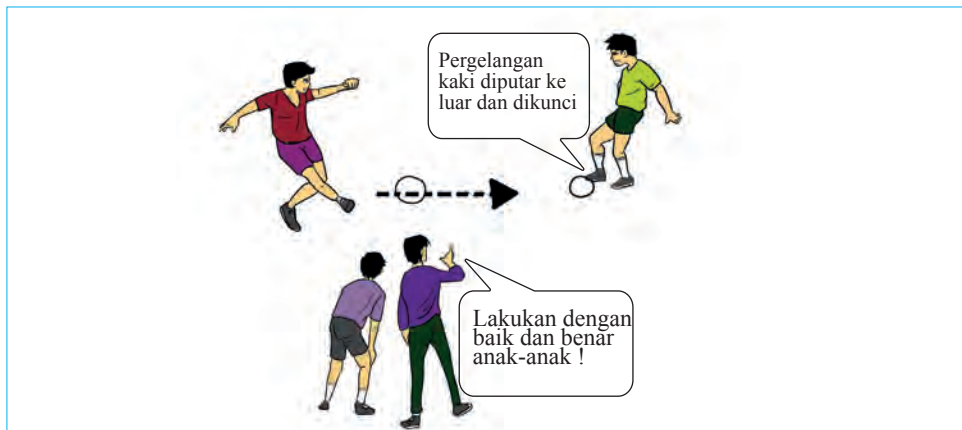 Pergelangan
kaki diputar ke
luar dan dikunci
Lakukan dengan
baik dan benar
anak-anak !